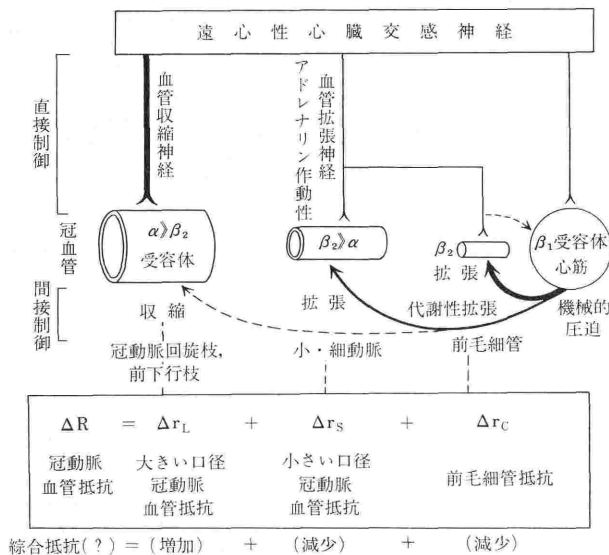 遠心性心臓交感神経
直接制御
血管収縮神経
アドレナリン作動性
血管拡張神経
冠血管
α》β₂
受容体
β₂》α
β₂
拡張
β₁受容体
心筋
間接制御
収縮
拡張
代謝性拡張
機械的
圧迫
冠動脈回旋枝,
前下行枝
小・細動脈
前毛細管
ΔR = Δr_L + Δr_S + Δr_C
冠動脈
血管抵抗
大きい口径
冠動脈
血管抵抗
小さい口径
冠動脈
血管抵抗
前毛細管抵抗
綜合抵抗(?)=(増加) + (減少) + (減少)